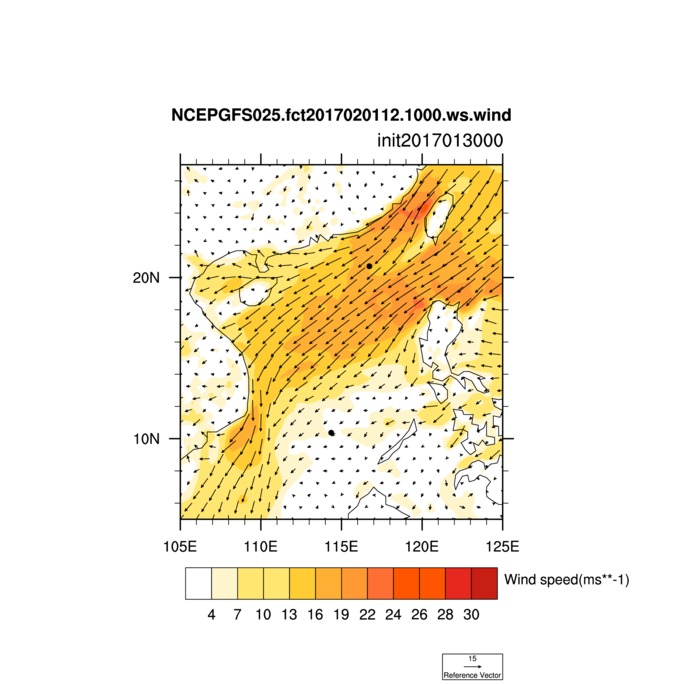 NCEPGFS025.fct2017020112.1000.ws.wind
init2017013000
20N
10N
105E 110E 115E 120E 125E
Wind speed(ms**-1)
4 7 10 13 16 19 22 24 26 28 30
15
Reference Vector